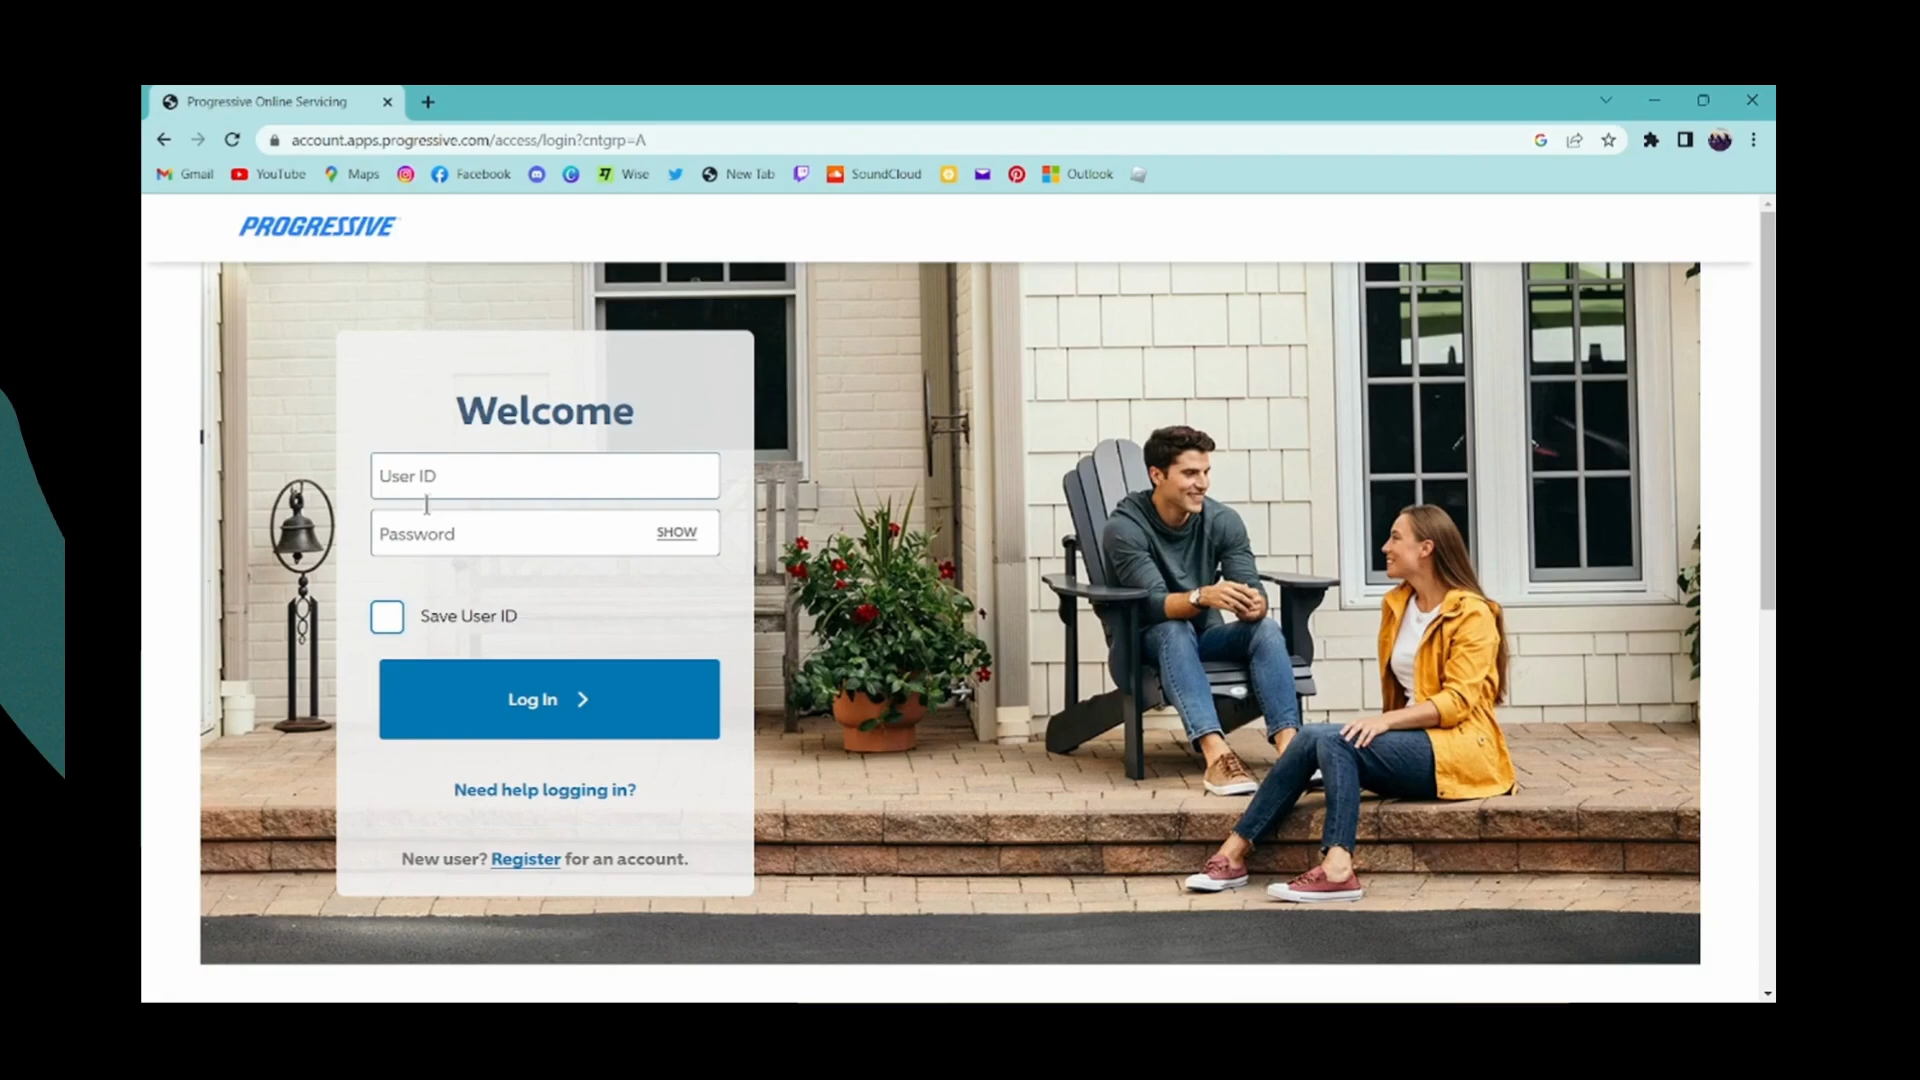 Progressive Online Servicing
account.apps.progressive.com/access/login?cntgrp=A
Gmail YouTube Maps Facebook Wise New Tab SoundCloud Outlook
PROGRESSIVE
Welcome
User ID
Password SHOW
Save User ID
Log In
Need help logging in?
New user? Register for an account.